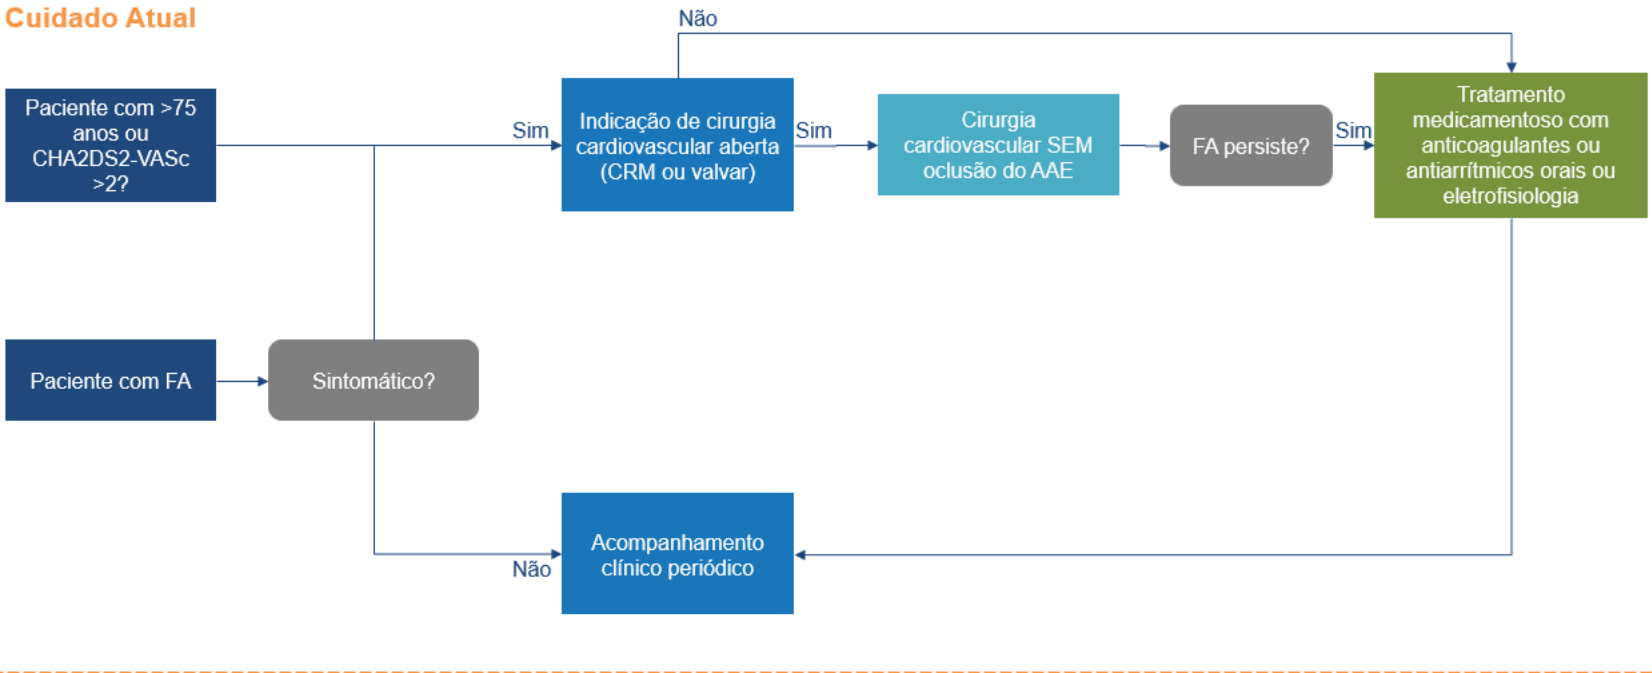 Cuidado Atual
Não
Paciente com >75
anos ou
CHA2DS2-VASc
>2?
Sim
Indicação de cirurgia
cardiovascular aberta
(CRM ou valvar)
Sim
Cirurgia
cardiovascular SEM
oclusão do AAE
FA persiste?
Sim
Tratamento
medicamentoso com
anticoagulantes ou
antiarrítmicos orais ou
eletrofisiologia
Paciente com FA
Sintomático?
Não
Acompanhamento
clínico periódico